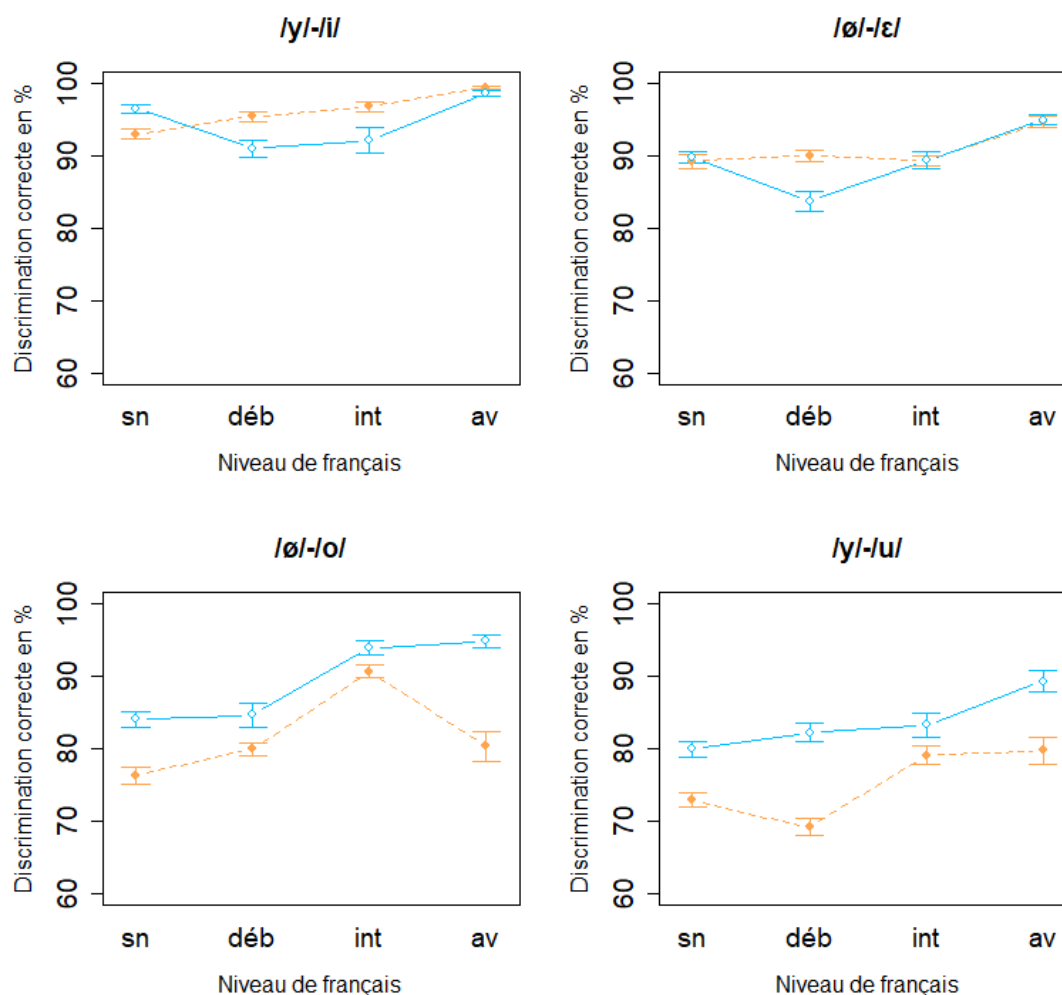 /y/-/i/
Discrimination correcte en %
100
90
80
70
60
sn déb int av
Niveau de français
/ø/-/ɛ/
Discrimination correcte en %
100
90
80
70
60
sn déb int av
Niveau de français
/ø/-/o/
Discrimination correcte en %
100
90
80
70
60
sn déb int av
Niveau de français
/y/-/u/
Discrimination correcte en %
100
90
80
70
60
sn déb int av
Niveau de français